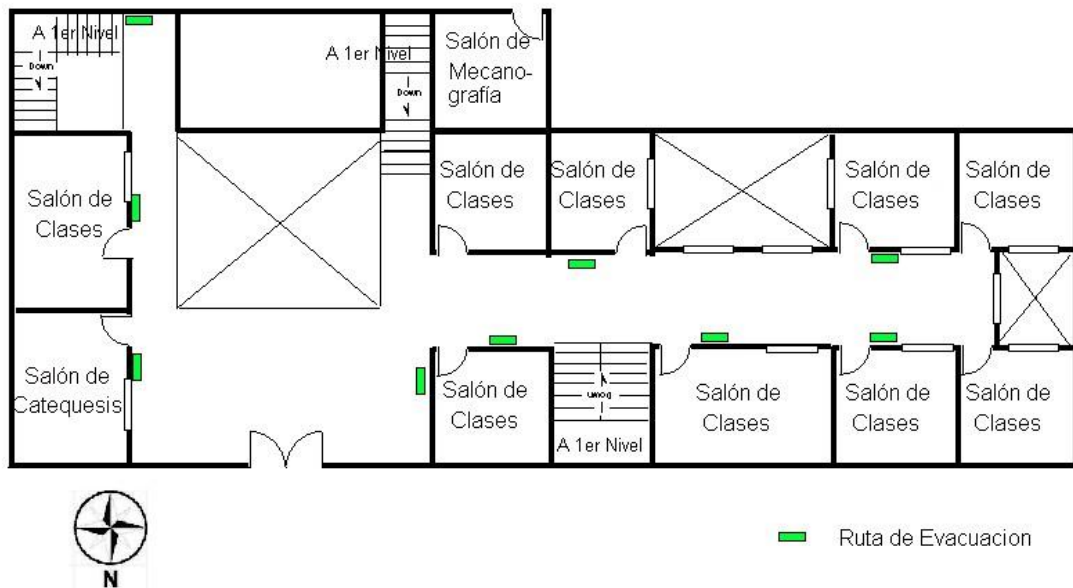 A 1er Nivel
Down
A 1er Nivel
Down
Salón de
Mecano-
grafía
Salón de
Clases
Salón de
Clases
Salón de
Clases
Salón de
Clases
Salón de
Clases
Salón de
Catequesis
Salón de
Clases
Down
A 1er Nivel
Salón de
Clases
Salón de
Clases
Salón de
Clases
N
Ruta de Evacuacion